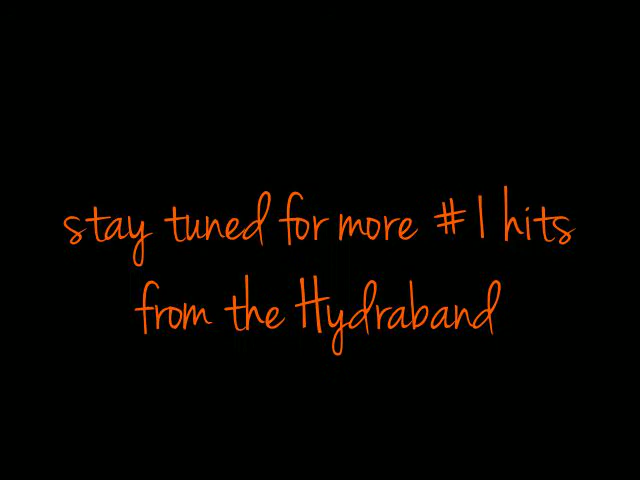 stay tuned for more #1 hits
from the Hydraband